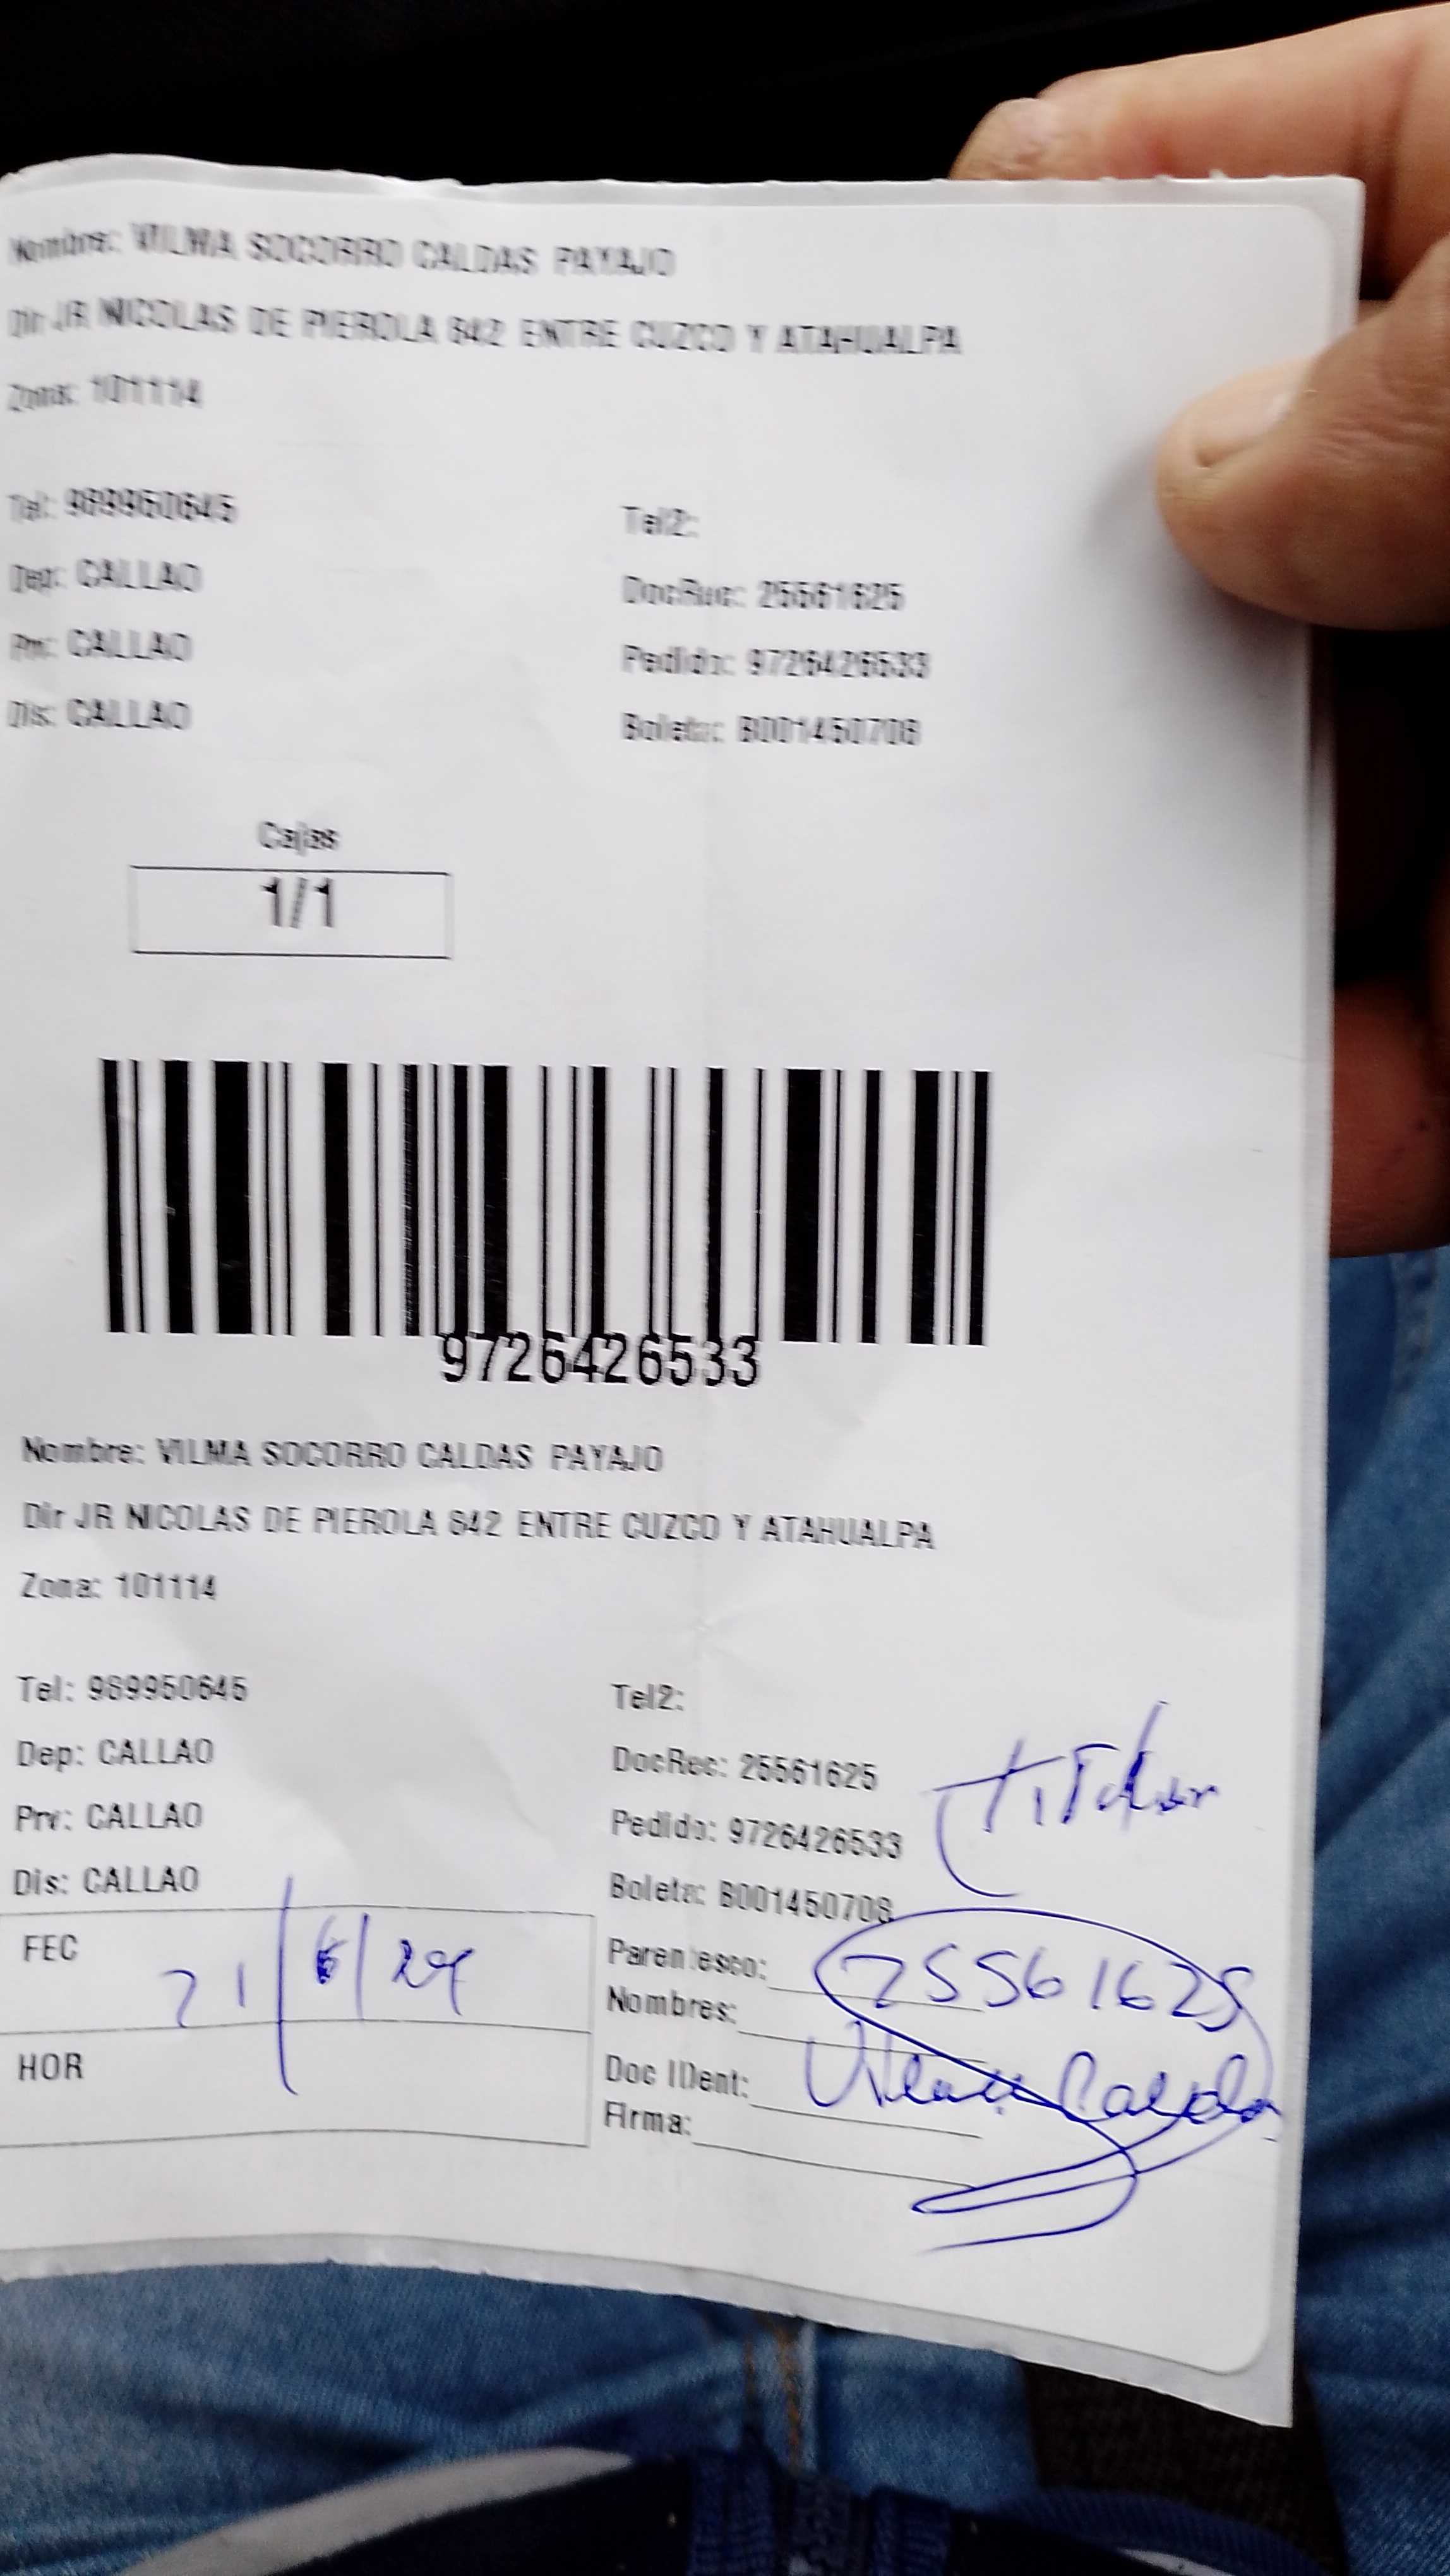 Nombre: VILMA SOCORRO CALDAS PAYAJO
Dir JR NICOLAS DE PIEROLA 642 ENTRE CUZCO Y ATAHUALPA
Zona: 101114
Tel: 989950645 Tel2:
Dep: CALLAO DocRec: 25561625
Prv: CALLAO Pedido: 9726426533
Dis: CALLAO Boleta: B001450708
Cajas
1/1
9726426533
Nombre: VILMA SOCORRO CALDAS PAYAJO
Dir JR NICOLAS DE PIEROLA 642 ENTRE CUZCO Y ATAHUALPA
Zona: 101114
Tel: 989950645 Tel2:
Dep: CALLAO DocRec: 25561625 titular
Prv: CALLAO Pedido: 9726426533
Dis: CALLAO Boleta: B001450708
FEC 21/6/24 Parentesco: 25561625
Nombres:
HOR Doc IDent: Vilma Caldas
Firma: